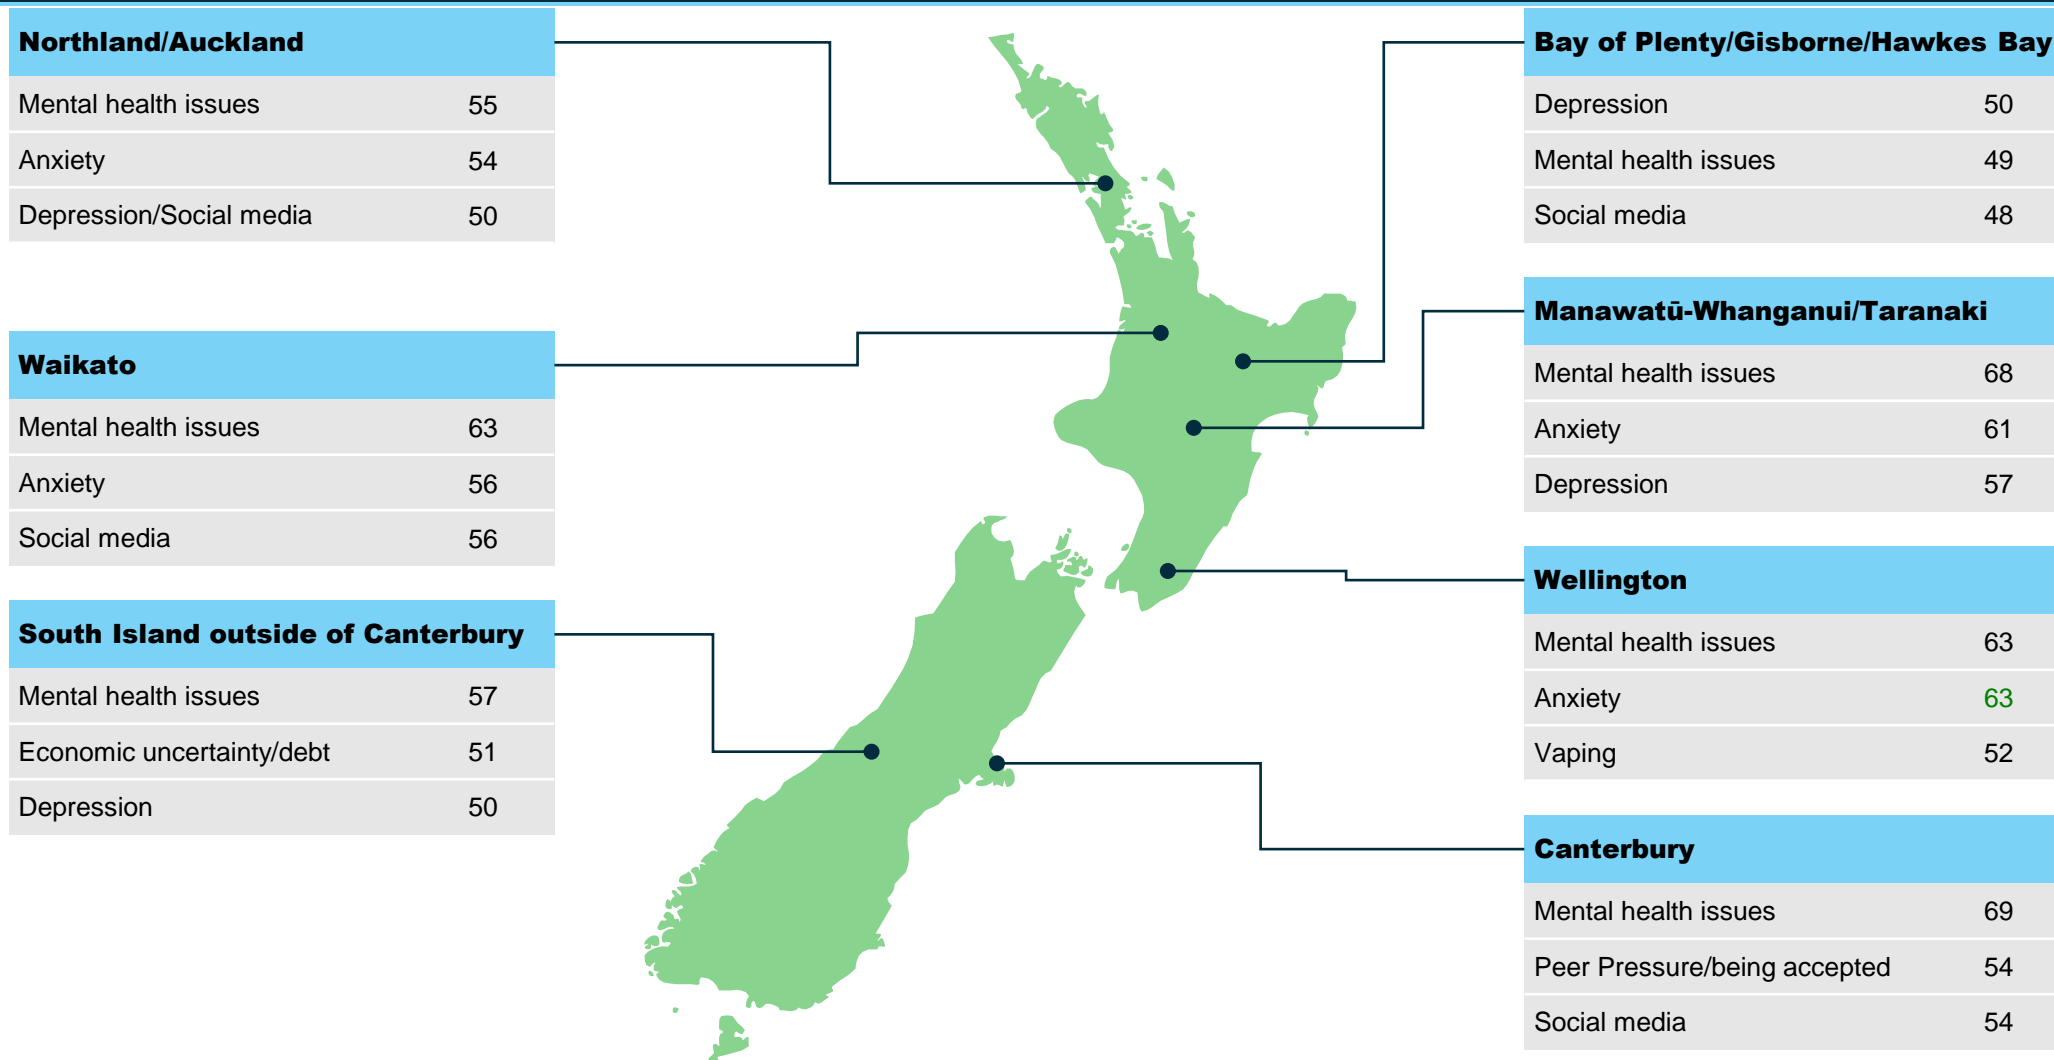 Northland/Auckland
Mental health issues 55
Anxiety 54
Depression/Social media 50
Waikato
Mental health issues 63
Anxiety 56
Social media 56
South Island outside of Canterbury
Mental health issues 57
Economic uncertainty/debt 51
Depression 50
Bay of Plenty/Gisborne/Hawkes Bay
Depression 50
Mental health issues 49
Social media 48
Manawatū-Whanganui/Taranaki
Mental health issues 68
Anxiety 61
Depression 57
Wellington
Mental health issues 63
Anxiety 63
Vaping 52
Canterbury
Mental health issues 69
Peer Pressure/being accepted 54
Social media 54